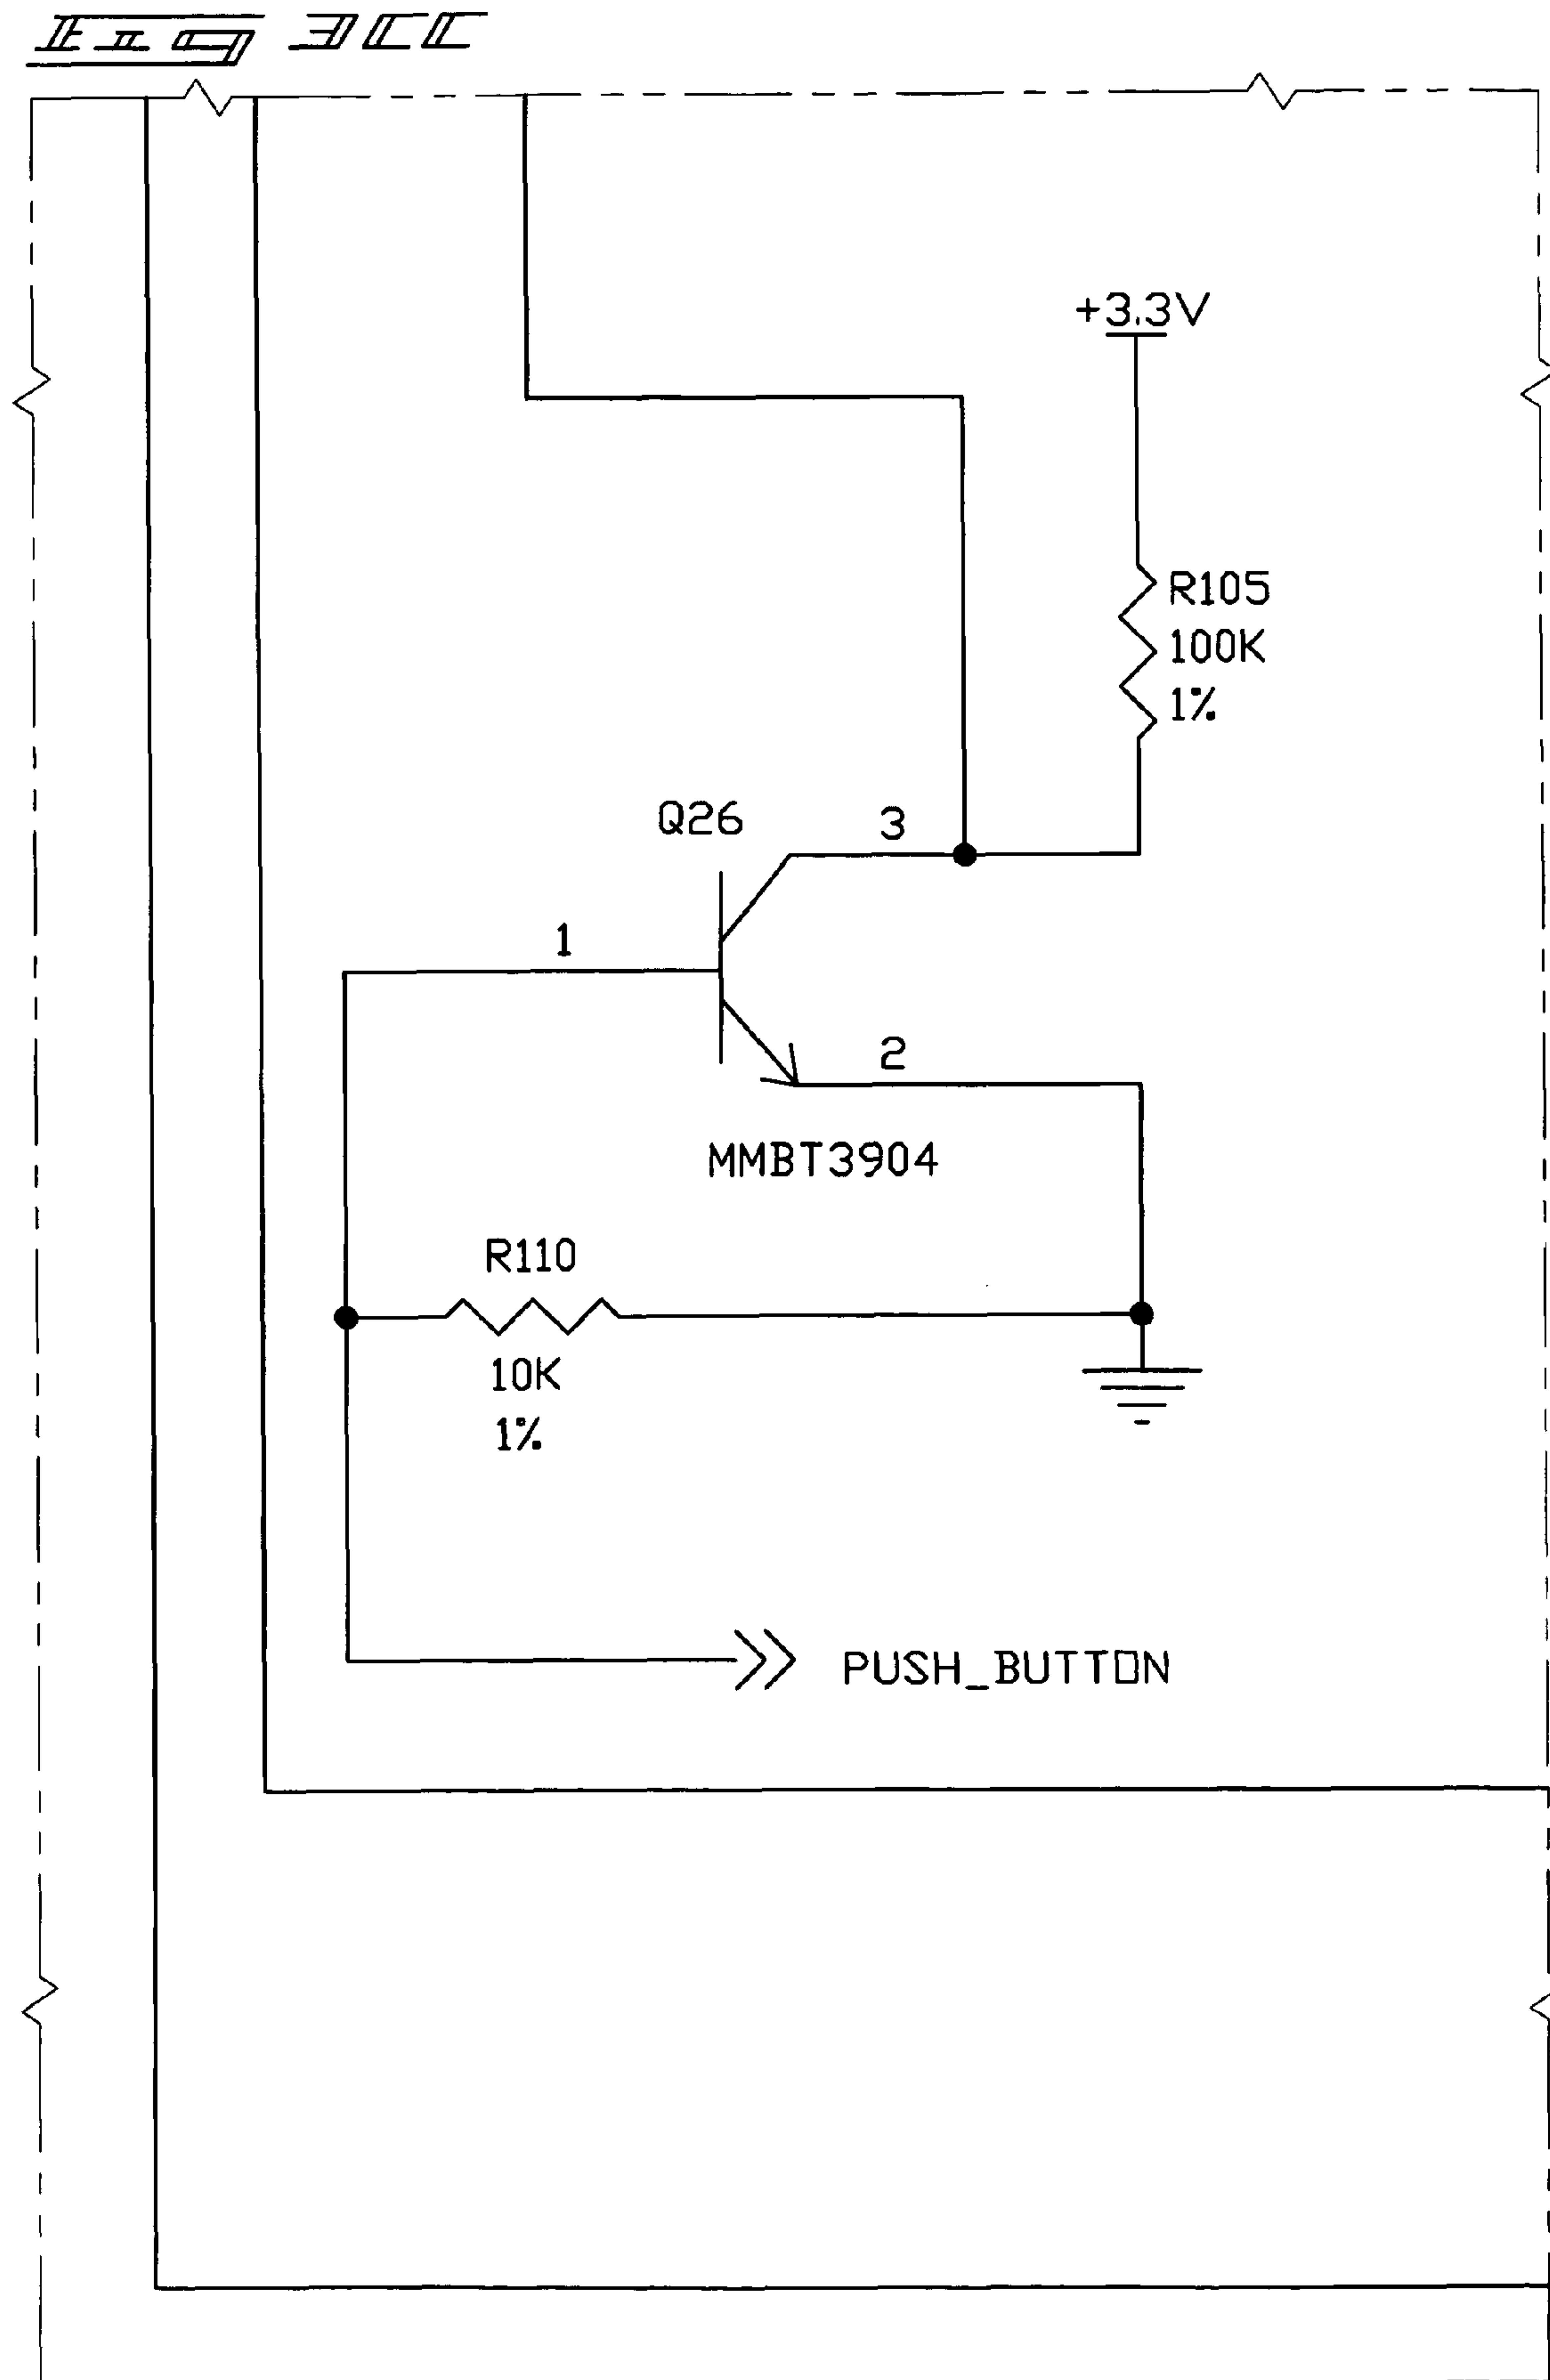 Fig 3CC
+3.3V
R105
100K
1%
Q26
3
1
2
MMBT3904
R110
10K
1%
PUSH_BUTTON